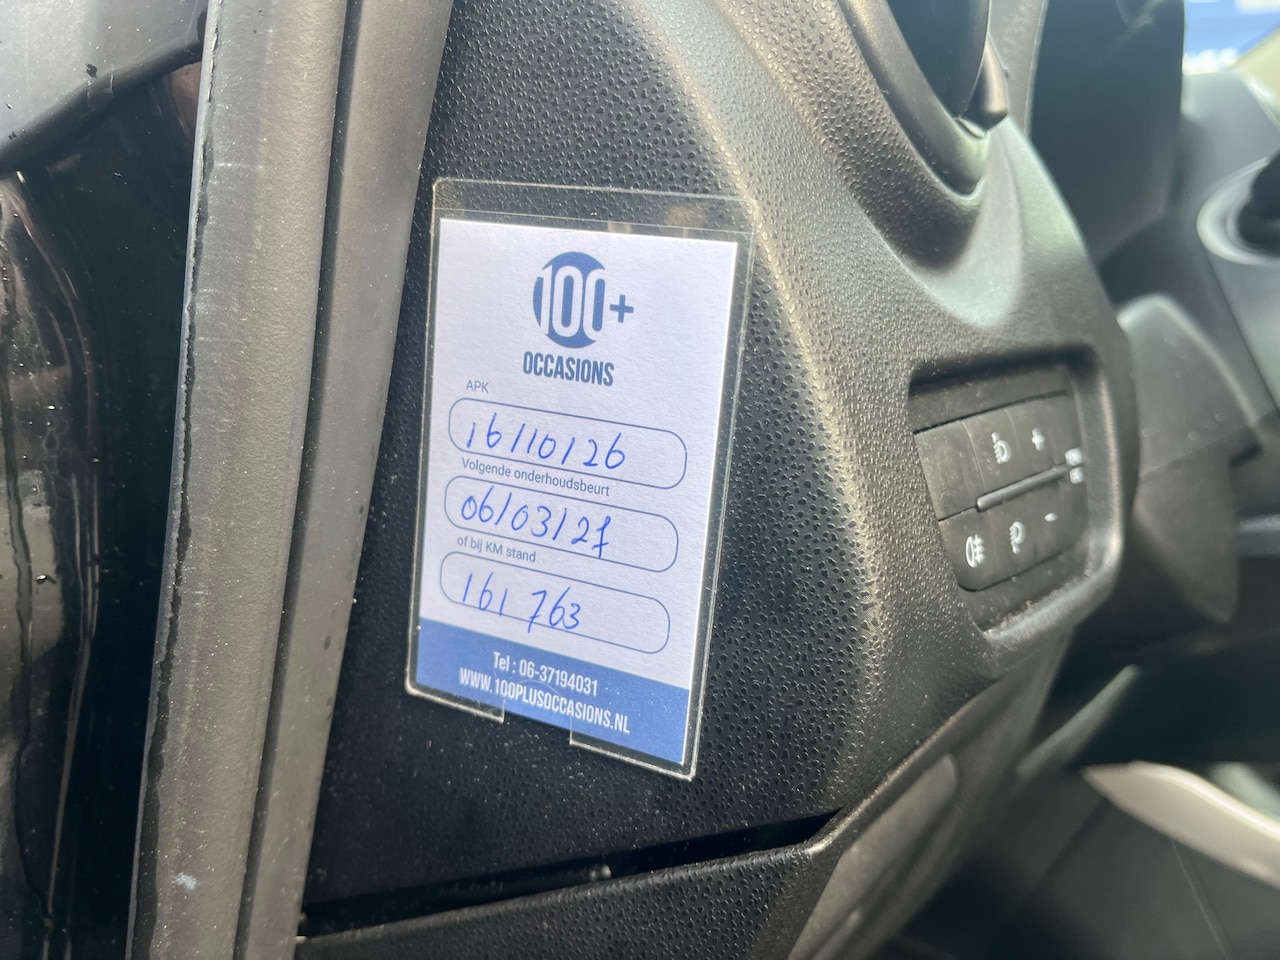 100+
OCCASIONS
APK
16/10/26
Volgende onderhoudsbeurt
06/03/27
of bij KM stand
161 763
Tel : 06-37194031
WWW.100PLUSOCCASIONS.NL